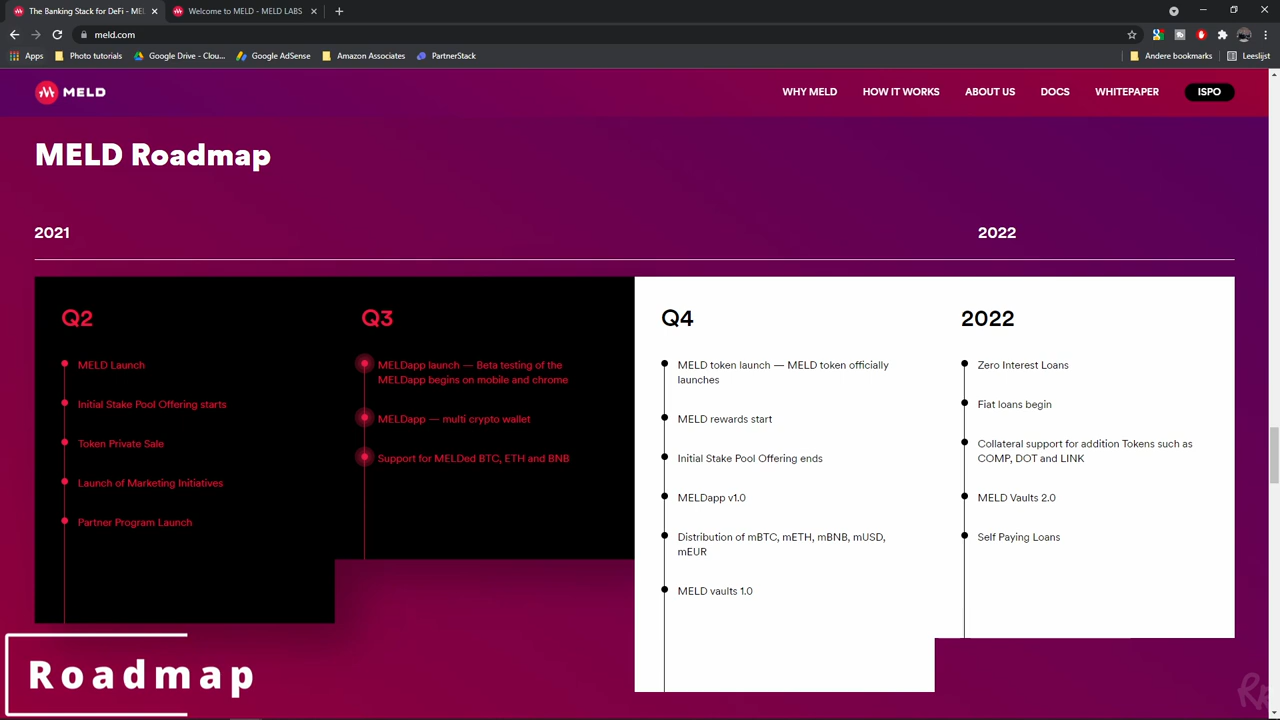 The Banking Stack for DeFi - MEL
Welcome to MELD - MELD LABS
meld.com
Apps
Photo tutorials
Google Drive - Clou...
Google AdSense
Amazon Associates
PartnerStack
Andere bookmarks
Leeslijst
MELD
WHY MELD
HOW IT WORKS
ABOUT US
DOCS
WHITEPAPER
ISPO
MELD Roadmap
2021
2022
Q2
MELD Launch
Initial Stake Pool Offering starts
Token Private Sale
Launch of Marketing Initiatives
Partner Program Launch
Q3
MELDapp launch — Beta testing of the
MELDapp begins on mobile and chrome
MELDapp — multi crypto wallet
Support for MELDed BTC, ETH and BNB
Q4
MELD token launch — MELD token officially
launches
MELD rewards start
Initial Stake Pool Offering ends
MELDapp v1.0
Distribution of mBTC, mETH, mBNB, mUSD,
mEUR
MELD vaults 1.0
2022
Zero Interest Loans
Fiat loans begin
Collateral support for addition Tokens such as
COMP, DOT and LINK
MELD Vaults 2.0
Self Paying Loans
Roadmap